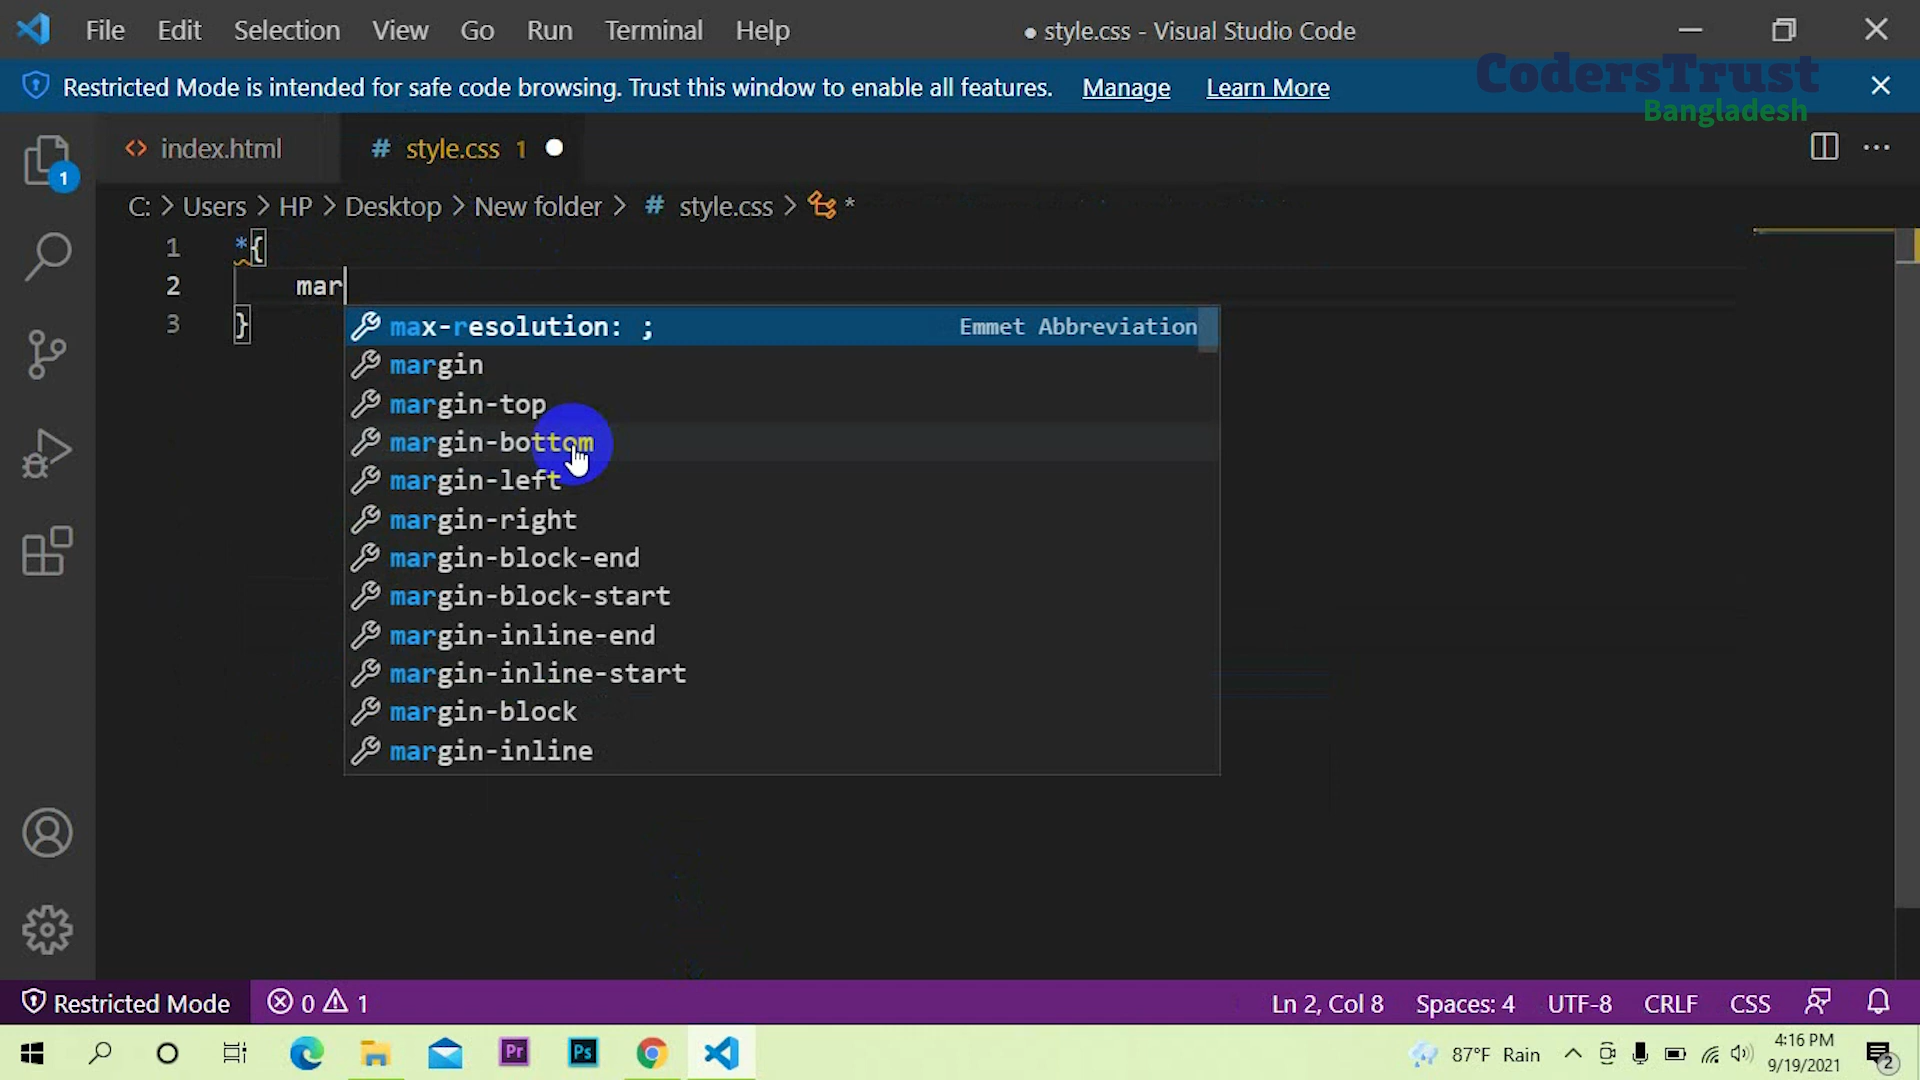 File Edit Selection View Go Run Terminal Help ● style.css - Visual Studio Code
Restricted Mode is intended for safe code browsing. Trust this window to enable all features. Manage Learn More
CodersTrust
Bangladesh
<> index.html # style.css 1
C: > Users > HP > Desktop > New folder > # style.css > *
1 *{
2 mar
3 }
max-resolution: ; Emmet Abbreviation
margin
margin-top
margin-bottom
margin-left
margin-right
margin-block-end
margin-block-start
margin-inline-end
margin-inline-start
margin-block
margin-inline
1
Restricted Mode 0 1 Ln 2, Col 8 Spaces: 4 UTF-8 CRLF CSS
Pr Ps 87°F Rain 4:16 PM
9/19/2021
2